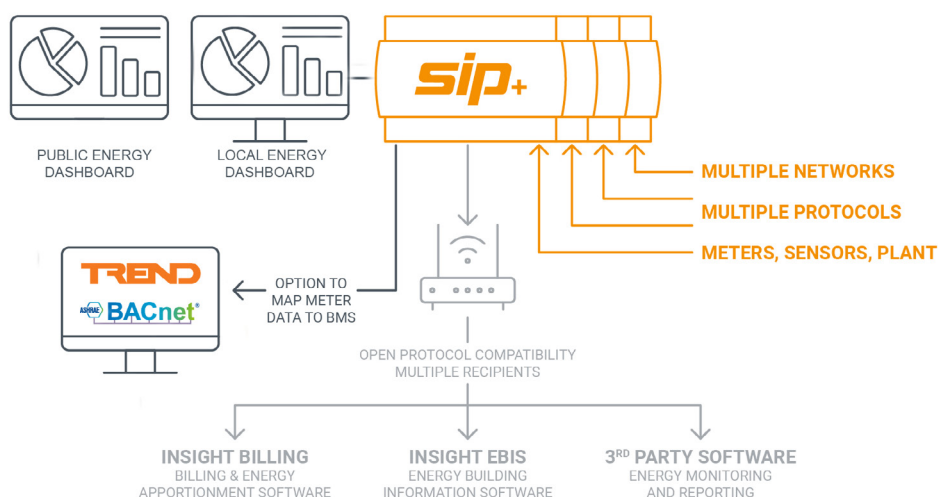 sip+
PUBLIC ENERGY
DASHBOARD
LOCAL ENERGY
DASHBOARD
MULTIPLE NETWORKS
MULTIPLE PROTOCOLS
METERS, SENSORS, PLANT
TREND
ASHRAE BACnet®
OPTION TO
MAP METER
DATA TO BMS
OPEN PROTOCOL COMPATIBILITY
MULTIPLE RECIPIENTS
INSIGHT BILLING
BILLING & ENERGY
APPORTIONMENT SOFTWARE
INSIGHT EBIS
ENERGY BUILDING
INFORMATION SOFTWARE
3RD PARTY SOFTWARE
ENERGY MONITORING
AND REPORTING